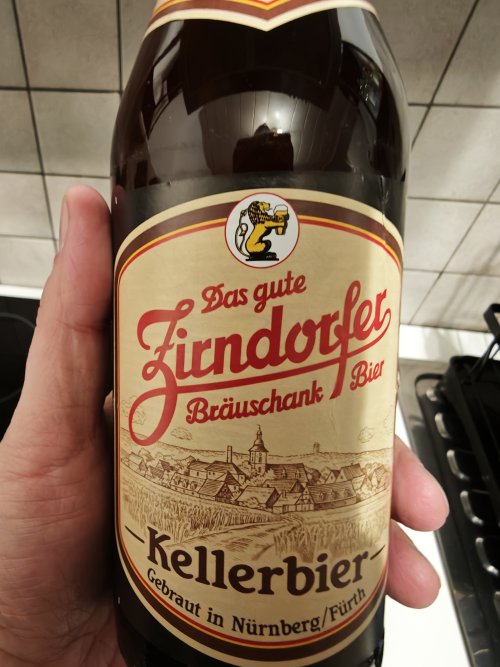 Das gute
Zirndorfer
Bräuschank Bier
Kellerbier
Gebraut in Nürnberg/Fürth